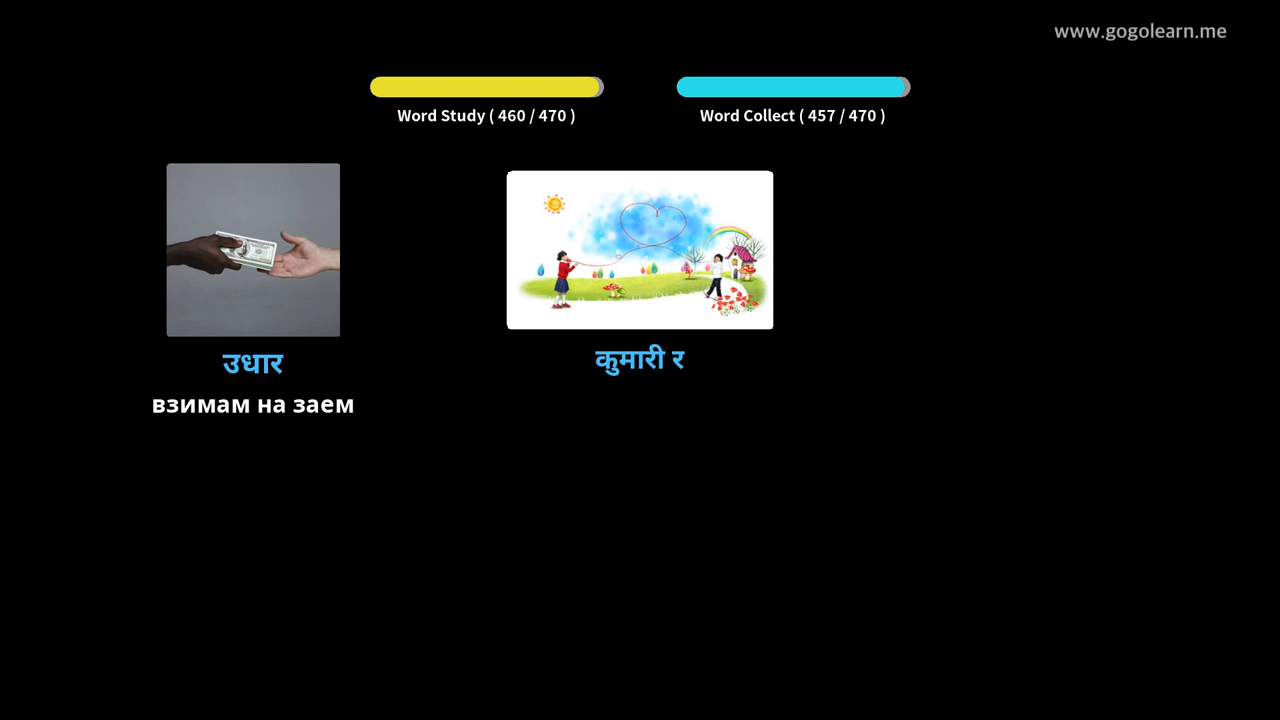 www.gogolearn.me
Word Study ( 460 / 470 )
Word Collect ( 457 / 470 )
उधार
взимам на заем
कुमारी र